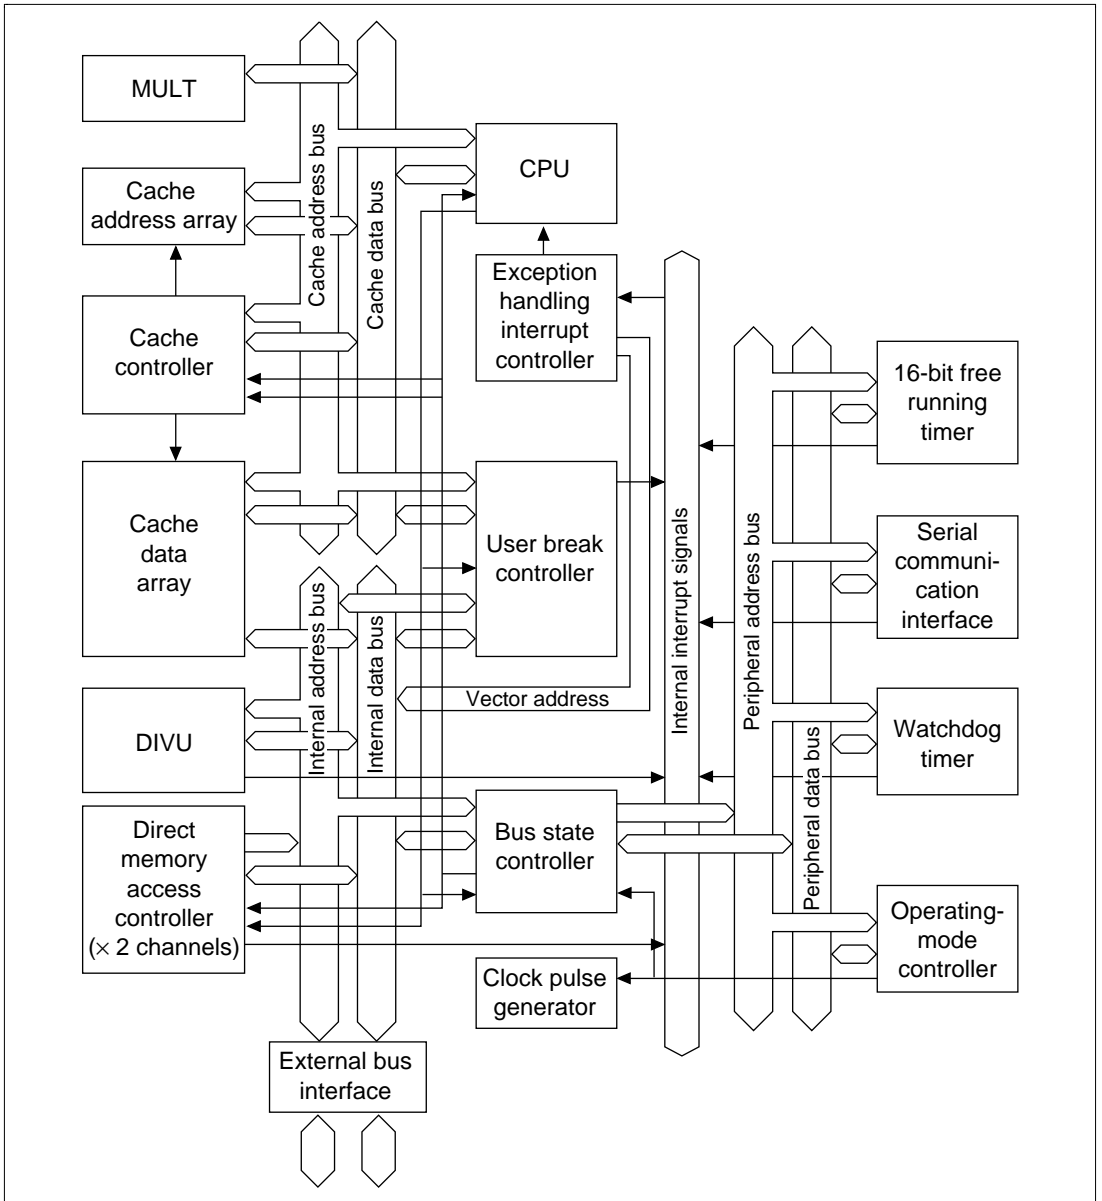 MULT
Cache
address array
Cache
controller
Cache
data
array
DIVU
Direct
memory
access
controller
(× 2 channels)
Cache address bus
Cache data bus
Internal address bus
Internal data bus
External bus
interface
CPU
Exception
handling
interrupt
controller
User break
controller
Vector address
Bus state
controller
Clock pulse
generator
Internal interrupt signals
Peripheral address bus
Peripheral data bus
16-bit free
running
timer
Serial
communi-
cation
interface
Watchdog
timer
Operating-
mode
controller